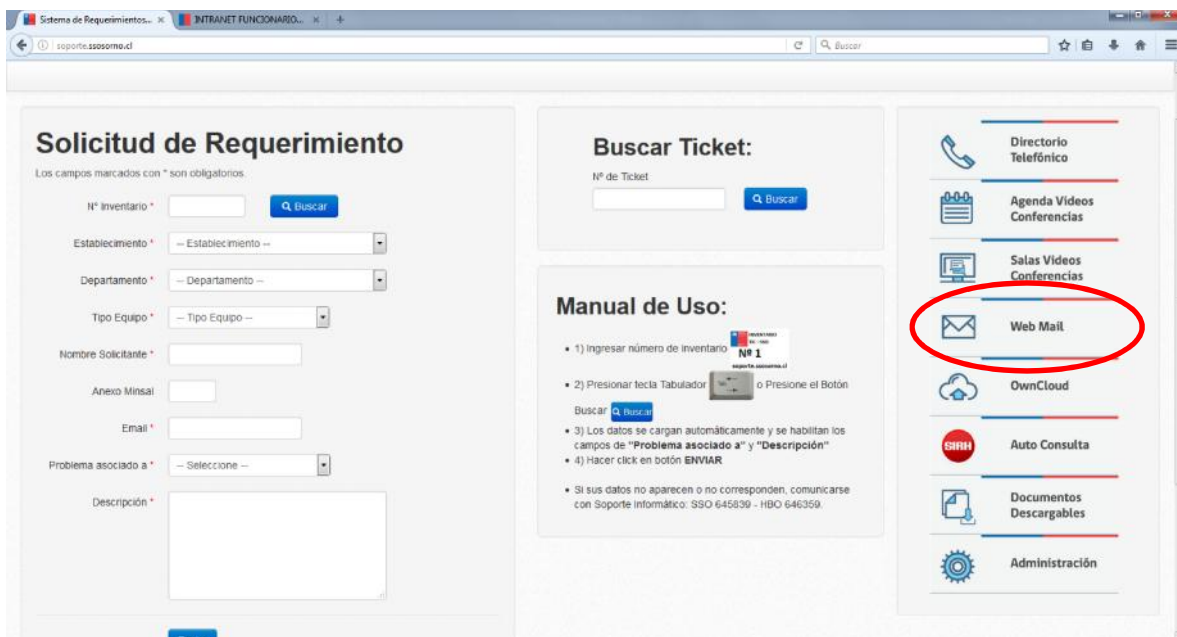 Sistema de Requerimientos...
INTRANET FUNCIONARIO...
soporte.ssosorno.cl
Buscar
Solicitud de Requerimiento
Los campos marcados con * son obligatorios.
N° Inventario *
Buscar
Establecimiento *
-- Establecimiento --
Departamento *
-- Departamento --
Tipo Equipo *
-- Tipo Equipo --
Nombre Solicitante *
Anexo Minsal
Email *
Problema asociado a *
-- Seleccione --
Descripción *
Buscar Ticket:
Nº de Ticket
Buscar
Manual de Uso:
• 1) Ingresar número de inventario
INVENTARIO
Nº 1
soporte.ssosorno.cl
• 2) Presionar tecla Tabulador o Presione el Botón
Buscar Buscar
• 3) Los datos se cargan automáticamente y se habilitan los
campos de "Problema asociado a" y "Descripción"
• 4) Hacer click en botón ENVIAR
• Si sus datos no aparecen o no corresponden, comunicarse
con Soporte Informático: SSO 645839 - HBO 646359.
Directorio
Telefónico
Agenda Vídeos
Conferencias
Salas Videos
Conferencias
Web Mail
OwnCloud
SIRH
Auto Consulta
Documentos
Descargables
Administración